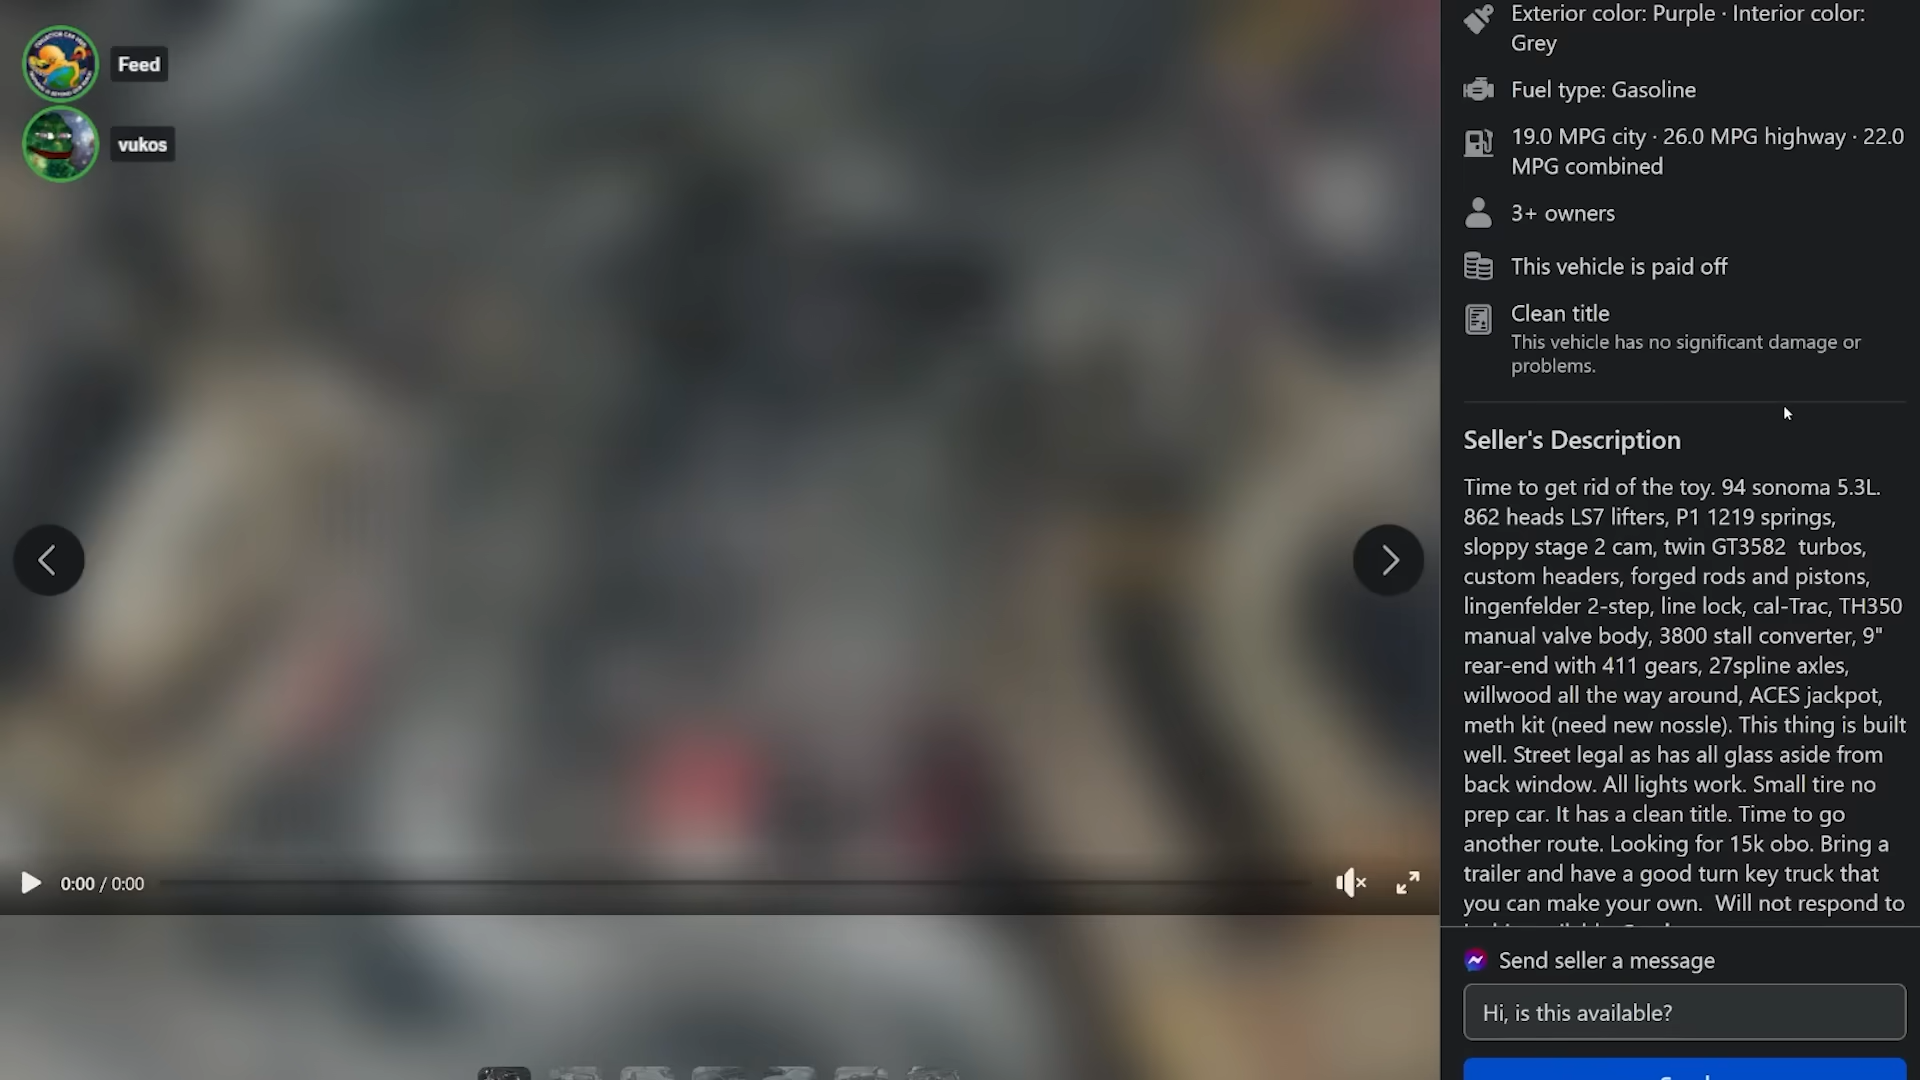 Feed
vukos
0:00 / 0:00
Exterior color: Purple · Interior color:
Grey
Fuel type: Gasoline
19.0 MPG city · 26.0 MPG highway · 22.0
MPG combined
3+ owners
This vehicle is paid off
Clean title
This vehicle has no significant damage or
problems.
Seller's Description
Time to get rid of the toy. 94 sonoma 5.3L.
862 heads LS7 lifters, P1 1219 springs,
sloppy stage 2 cam, twin GT3582 turbos,
custom headers, forged rods and pistons,
lingenfelder 2-step, line lock, cal-Trac, TH350
manual valve body, 3800 stall converter, 9"
rear-end with 411 gears, 27spline axles,
willwood all the way around, ACES jackpot,
meth kit (need new nossle). This thing is built
well. Street legal as has all glass aside from
back window. All lights work. Small tire no
prep car. It has a clean title. Time to go
another route. Looking for 15k obo. Bring a
trailer and have a good turn key truck that
you can make your own. Will not respond to
Send seller a message
Hi, is this available?